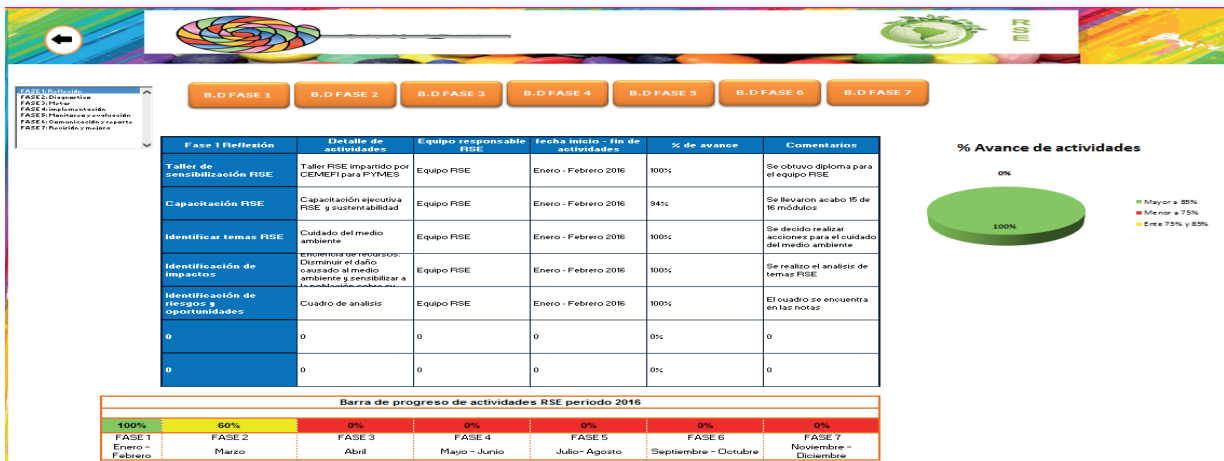 RSE
FASE 1: Reflexión
FASE 2: Diagnostico
FASE 3: Metas
FASE 4: implementación
FASE 5: Monitoreo y evaluación
FASE 6: Comunicación y reporte
FASE 7: Revisión y mejora
B.D FASE 1
B.D FASE 2
B.D FASE 3
B.D FASE 4
B.D FASE 5
B.D FASE 6
B.D FASE 7
Fase 1 Reflexión
Detalle de
actividades
Equipo responsable
RSE
fecha inicio - fin de
actividades
% de avance
Comentarios
Taller de
sensibilización RSE
Taller RSE impartido por
CEMEFI para PYMES
Equipo RSE
Enero - Febrero 2016
100%
Se obtuvo diploma para
el equipo RSE
Capacitación RSE
Capacitación ejecutiva
RSE y sustentabilidad
Equipo RSE
Enero - Febrero 2016
94%
Se llevaron acabo 15 de
16 módulos
Identificar temas RSE
Cuidado del medio
ambiente
Equipo RSE
Enero - Febrero 2016
100%
Se decido realizar
acciones para el cuidado
del medio ambiente
Identificación de
impactos
Eficiencia de recursos.
Disminuir el daño
causado al medio
ambiente y sensibilizar a
la población sobre su
Equipo RSE
Enero - Febrero 2016
100%
Se realizo el analisis de
temas RSE
Identificación de
riesgos y
oportunidades
Cuadro de analisis
Equipo RSE
Enero - Febrero 2016
100%
El cuadro se encuentra
en las notas
0
0
0
0
0%
0
0
0
0
0
0%
0
% Avance de actividades
0%
100%
Mayor a 85%
Menor a 75%
Ente 75% y 85%
Barra de progreso de actividades RSE periodo 2016
100%
60%
0%
0%
0%
0%
0%
FASE 1
FASE 2
FASE 3
FASE 4
FASE 5
FASE 6
FASE 7
Enero -
Febrero
Marzo
Abril
Mayo - Junio
Julio- Agosto
Septiembre - Octubre
Noviembre -
Diciembre